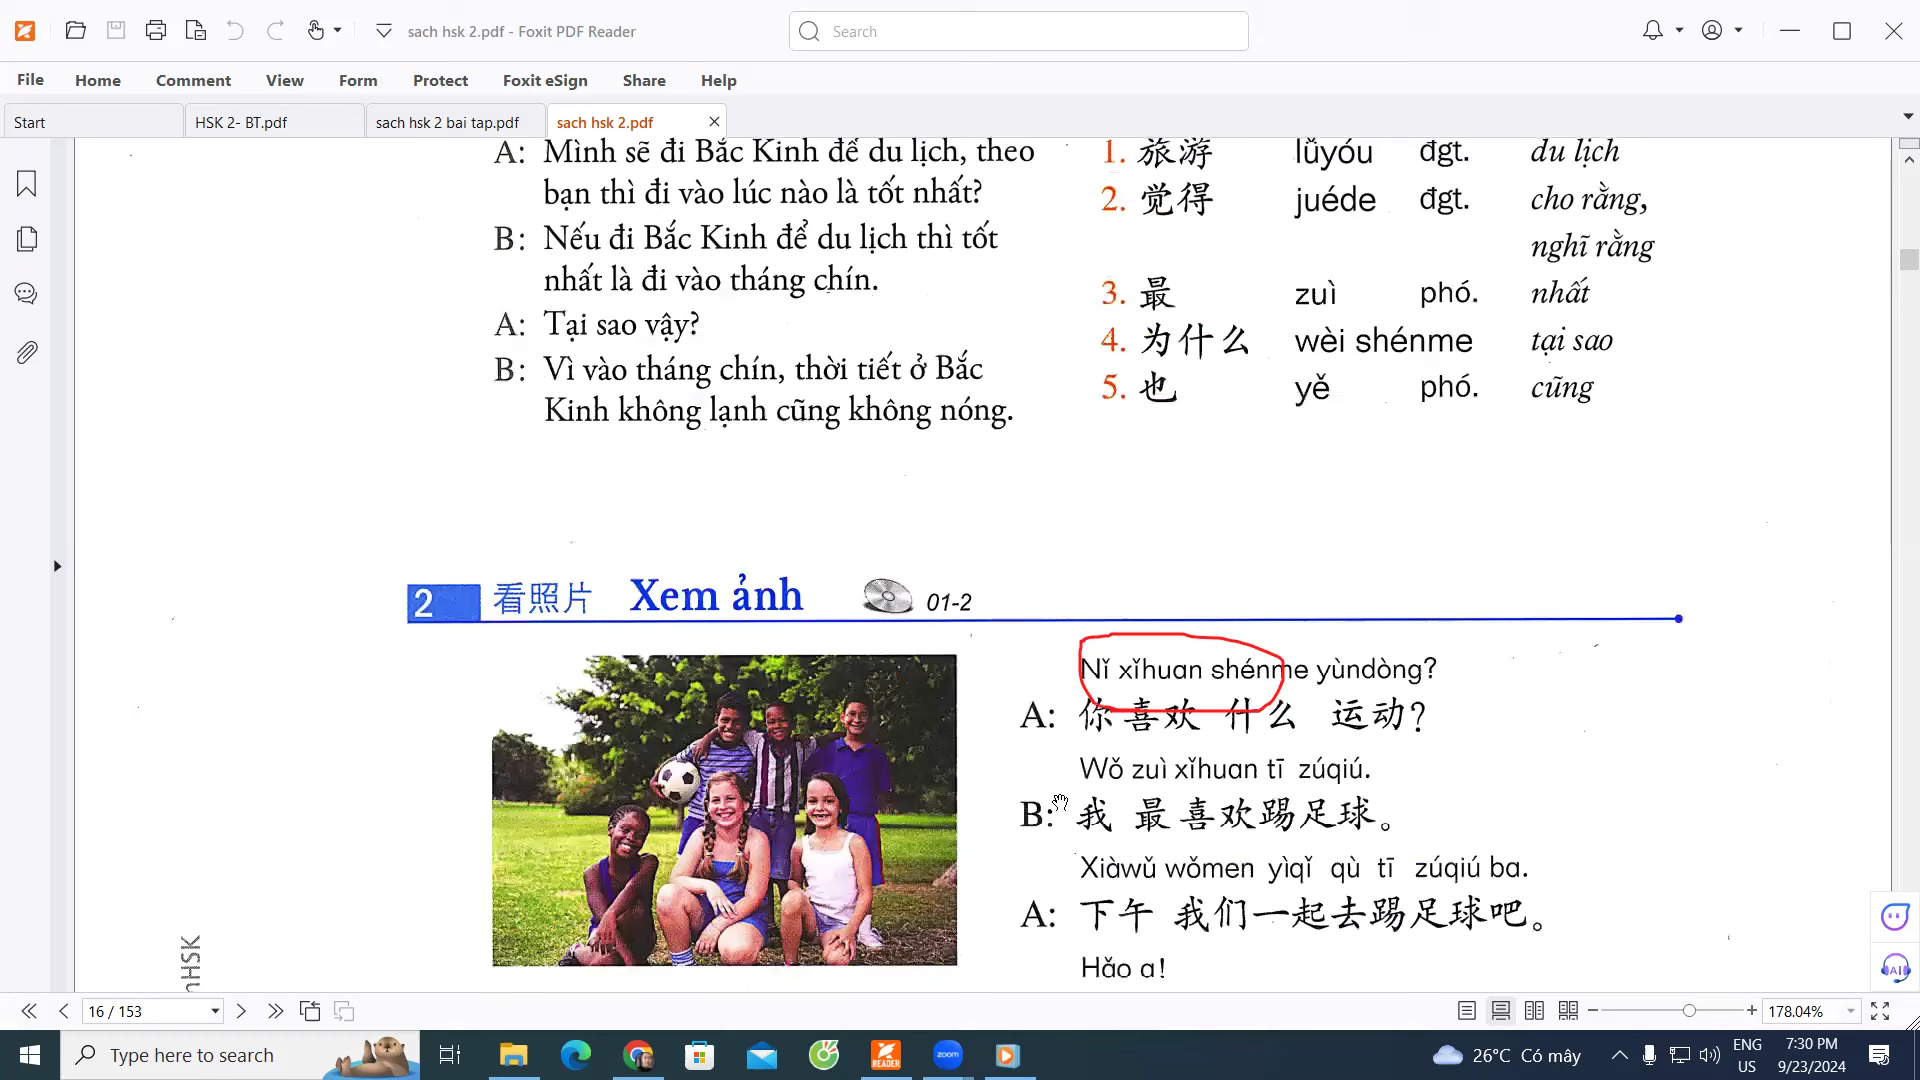 sach hsk 2.pdf - Foxit PDF Reader
Search
File Home Comment View Form Protect Foxit eSign Share Help
Start HSK 2- BT.pdf sach hsk 2 bai tap.pdf sach hsk 2.pdf
A: Mình sẽ đi Bắc Kinh để du lịch, theo
bạn thì đi vào lúc nào là tốt nhất?
B: Nếu đi Bắc Kinh để du lịch thì tốt
nhất là đi vào tháng chín.
A: Tại sao vậy?
B: Vì vào tháng chín, thời tiết ở Bắc
Kinh không lạnh cũng không nóng.
1. 旅游 lǚyóu đgt. du lịch
2. 觉得 juéde đgt. cho rằng,
nghĩ rằng
3. 最 zuì phó. nhất
4. 为什么 wèi shénme tại sao
5. 也 yě phó. cũng
2 看照片 Xem ảnh 01-2
Nǐ xǐhuan shénme yùndòng?
A: 你喜欢 什么 运动?
Wǒ zuì xǐhuan tī zúqiú.
B: 我 最 喜欢踢足球。
Xiàwǔ wǒmen yìqǐ qù tī zúqiú ba.
A: 下午 我们一起去踢足球吧。
Hǎo a!
HSK
16 / 153
178.04%
Type here to search
26°C Có mây
ENG
US
7:30 PM
9/23/2024